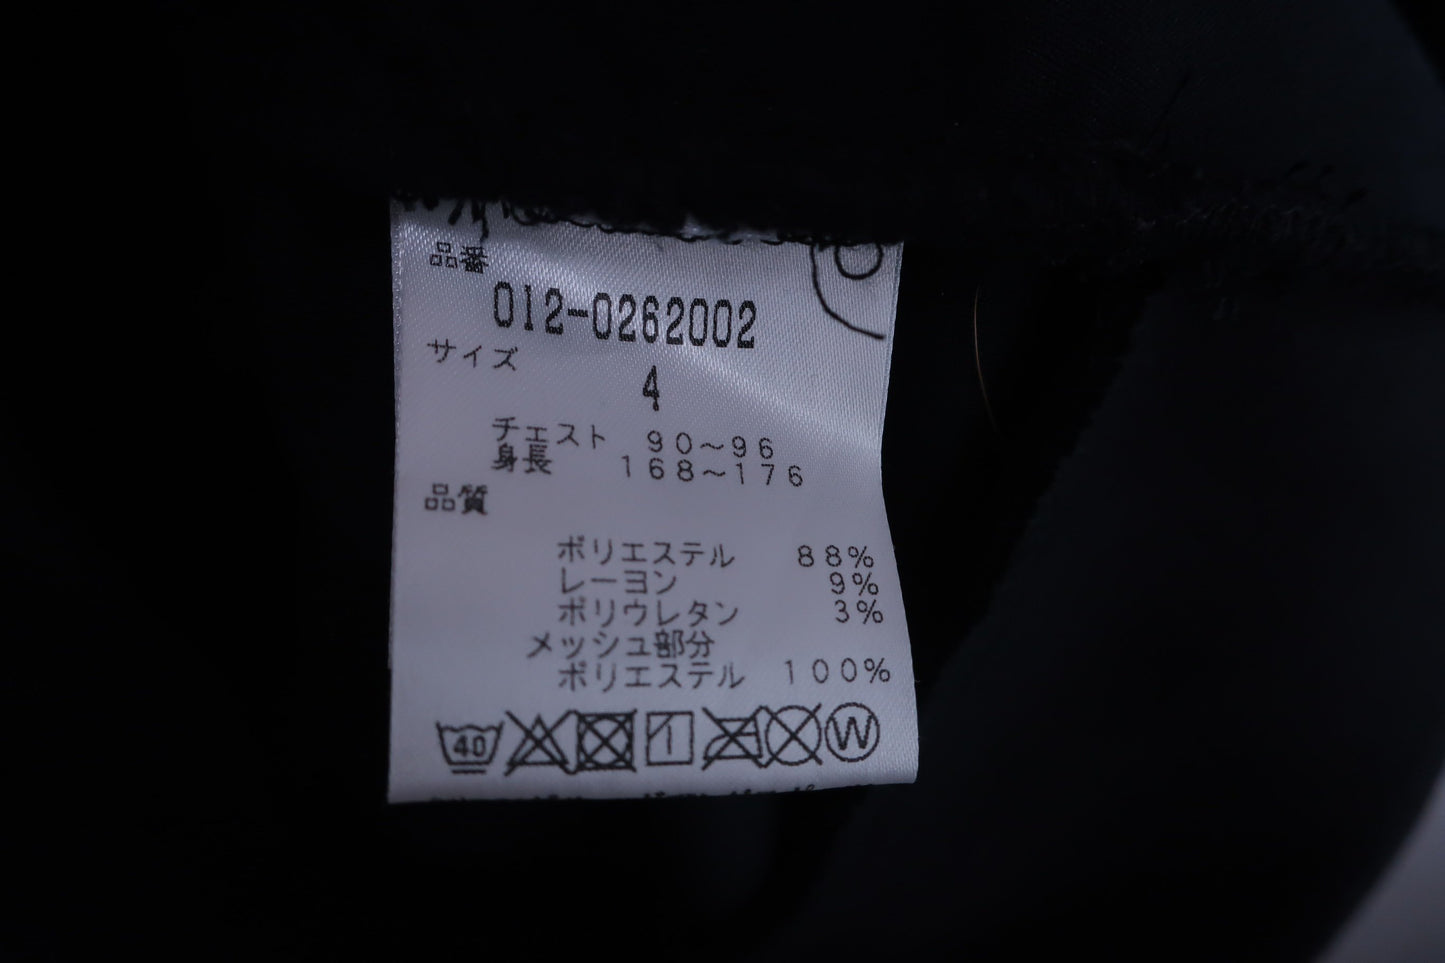 品番
012-0262002
サイズ
4
チェスト 90～96
身長 168～176
品質
ポリエステル 88%
レーヨン 9%
ポリウレタン 3%
メッシュ部分
ポリエステル 100%
40 W